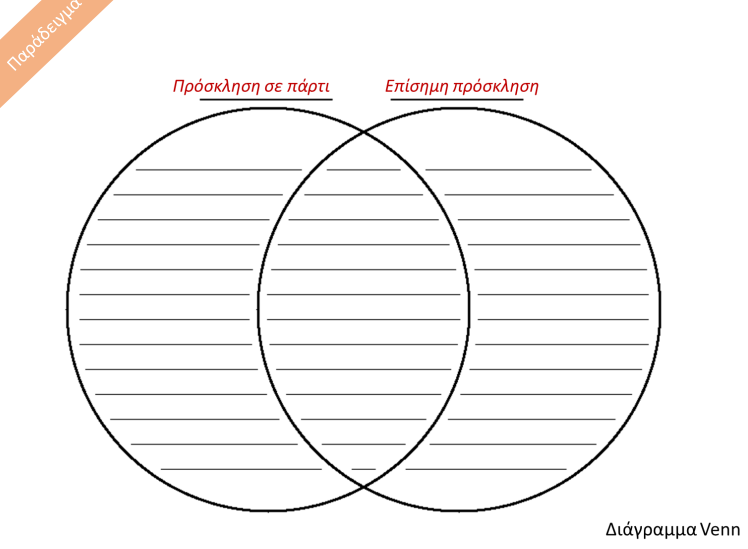 Παράδειγμα
Πρόσκληση σε πάρτι
Επίσημη πρόσκληση
Διάγραμμα Venn